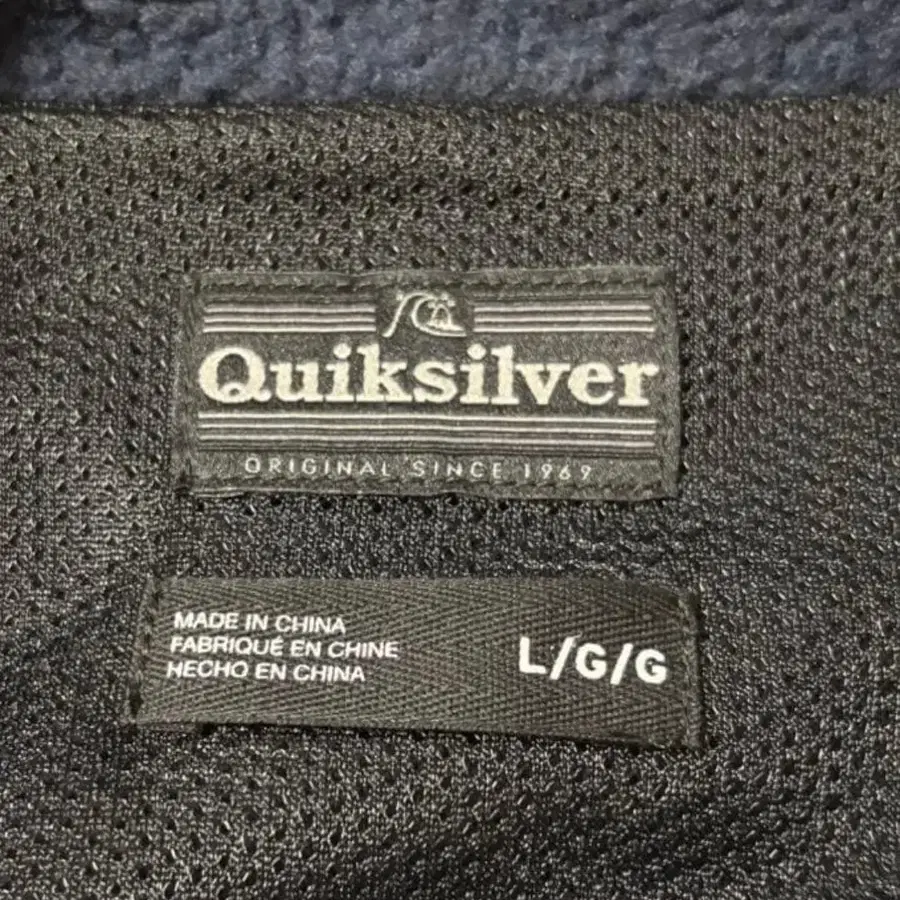 Quiksilver
ORIGINAL SINCE 1969
MADE IN CHINA
FABRIQUÉ EN CHINE
HECHO EN CHINA
L/G/G